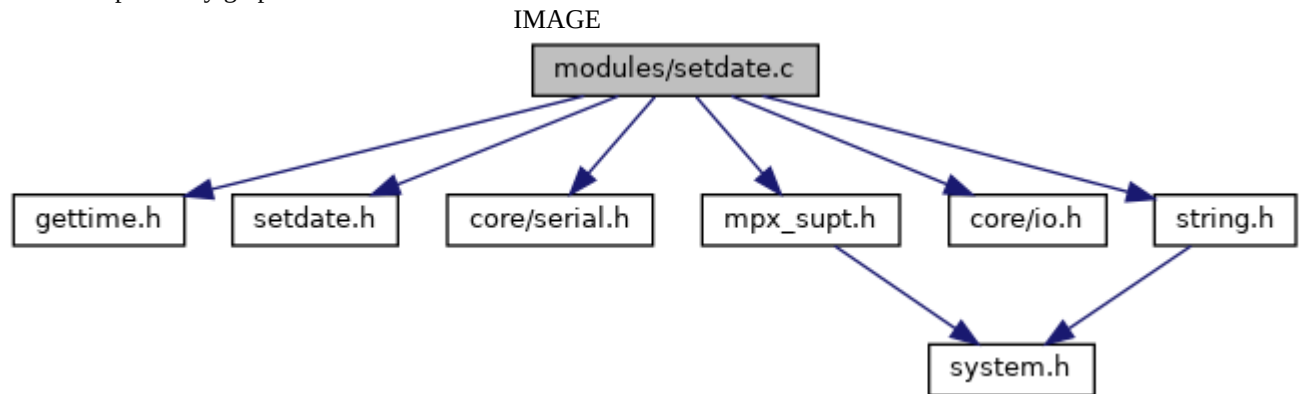 IMAGE
modules/setdate.c
gettime.h
setdate.h
core/serial.h
mpx_supt.h
core/io.h
string.h
system.h